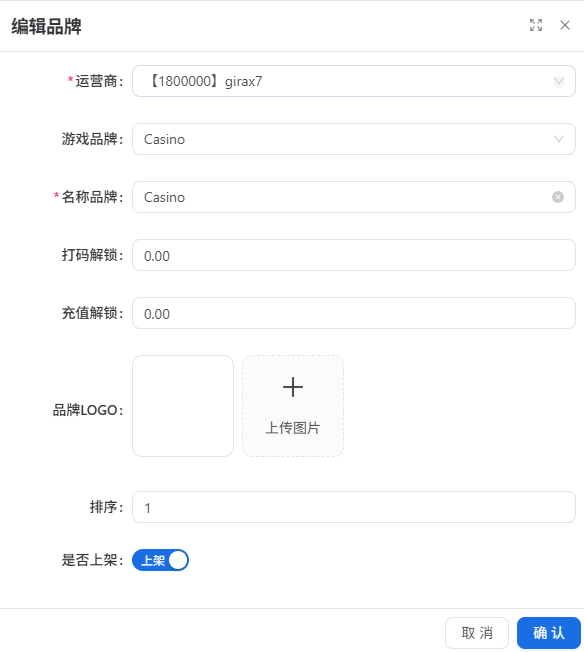 编辑品牌
* 运营商： 【1800000】girax7
游戏品牌： Casino
* 名称品牌： Casino
打码解锁： 0.00
充值解锁： 0.00
品牌LOGO： 上传图片
排序： 1
是否上架： 上架
取 消 确 认